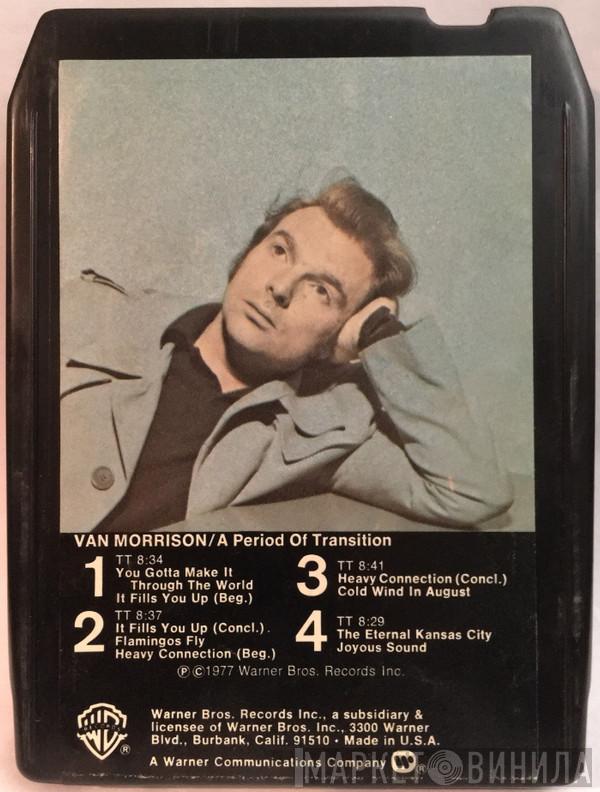 VAN MORRISON/A Period Of Transition
1 TT 8:34
You Gotta Make It
Through The World
It Fills You Up (Beg.)
2 TT 8:37
It Fills You Up (Concl.).
Flamingos Fly
Heavy Connection (Beg.)
3 TT 8:41
Heavy Connection (Concl.)
Cold Wind In August
4 TT 8:29
The Eternal Kansas City
Joyous Sound
℗©1977 Warner Bros. Records Inc.
RECORDS
®
Warner Bros. Records Inc., a subsidiary &
licensee of Warner Bros. Inc., 3300 Warner
Blvd., Burbank, Calif. 91510 • Made in U.S.A.
A Warner Communications Company ®
МАРКЕТ ВИНИЛА